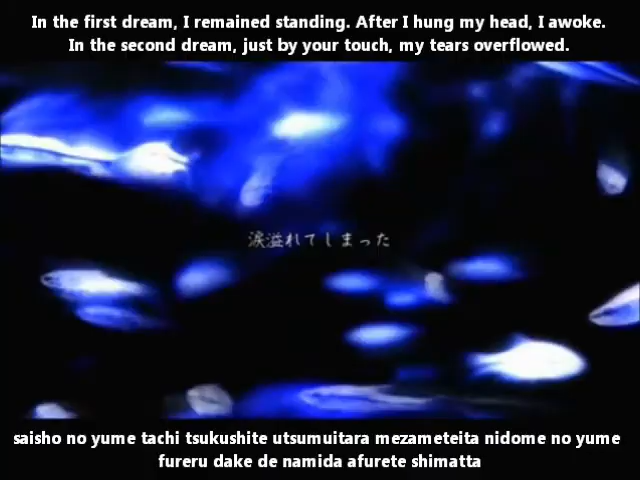 In the first dream, I remained standing. After I hung my head, I awoke.
In the second dream, just by your touch, my tears overflowed.
涙溢れてしまった
saisho no yume tachi tsukushite utsumuitara mezameteita nidome no yume
fureru dake de namida afurete shimatta